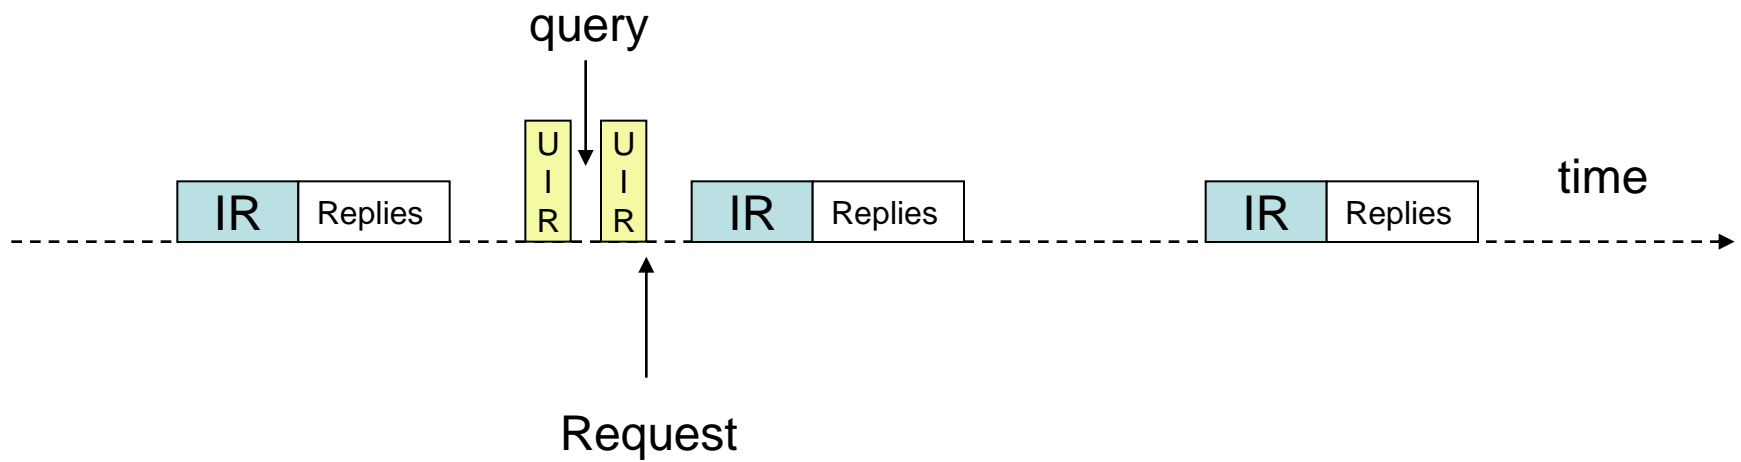 query
U
I
R
U
I
R
IR Replies
IR Replies
IR Replies
time
Request